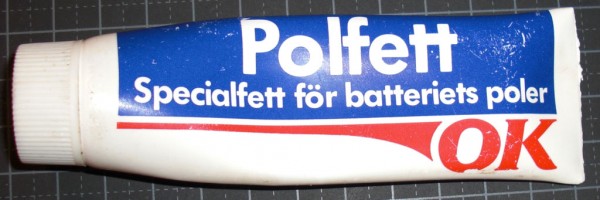 Polfett
Specialfett för batteriets poler
OK